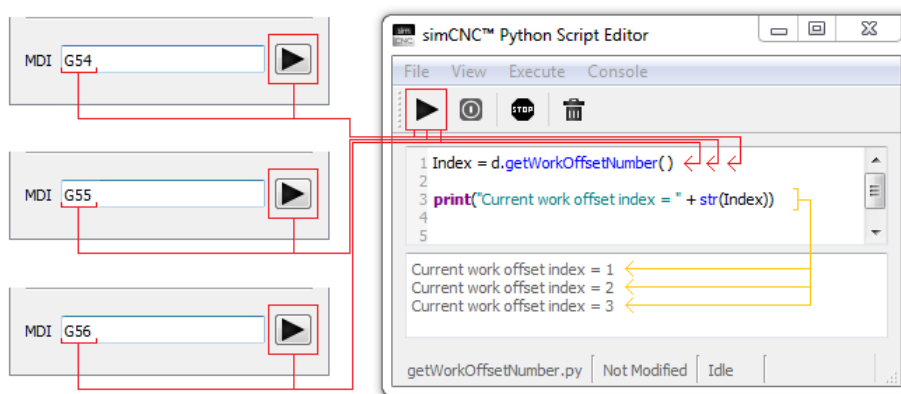 MDI G54
MDI G55
MDI G56
sim CNC simCNC™ Python Script Editor
File View Execute Console
STOP
1 Index = d.getWorkOffsetNumber()
2
3 print("Current work offset index = " + str(Index))
4
5
Current work offset index = 1
Current work offset index = 2
Current work offset index = 3
getWorkOffsetNumber.py Not Modified Idle